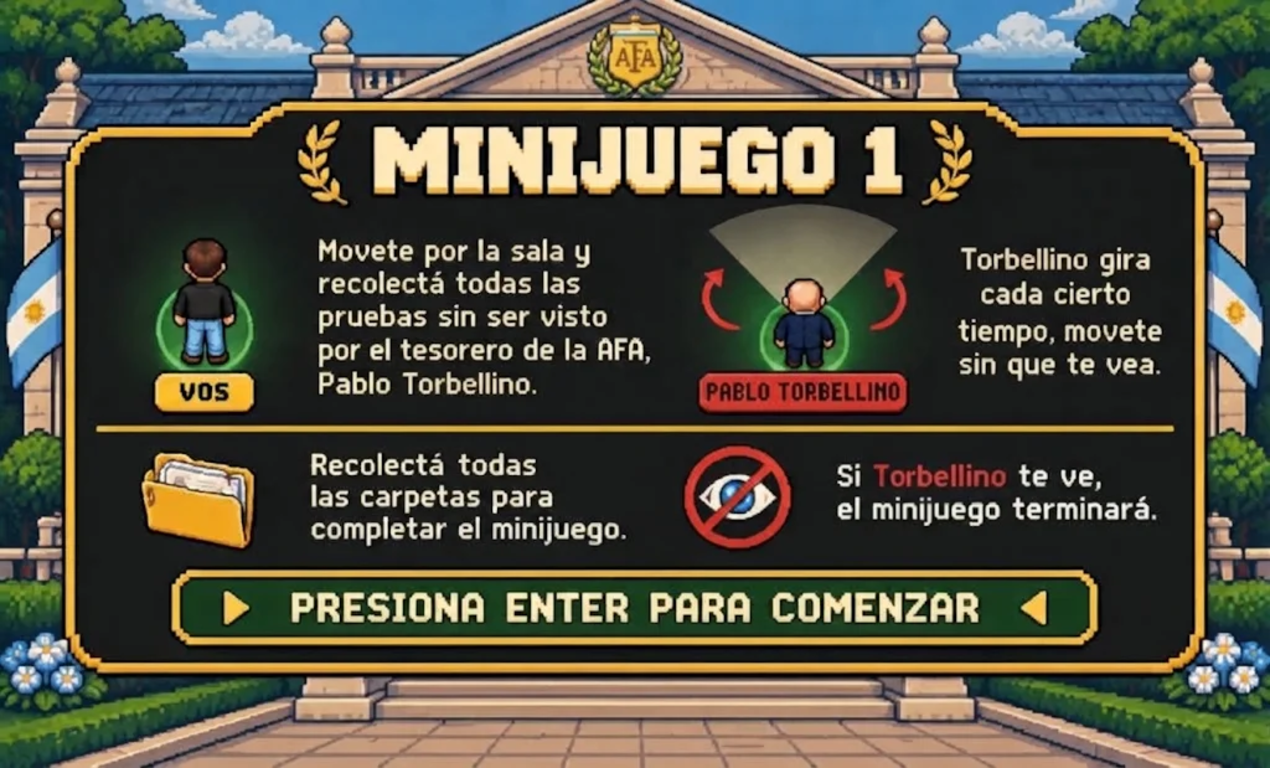 AFA
MINIJUEGO 1
Movete por la sala y
recolectá todas las
pruebas sin ser visto
por el tesorero de la AFA,
Pablo Torbellino.
VOS
PABLO TORBELLINO
Torbellino gira
cada cierto
tiempo, movete
sin que te vea.
Recolectá todas
las carpetas para
completar el minijuego.
Si Torbellino te ve,
el minijuego terminará.
PRESIONA ENTER PARA COMENZAR